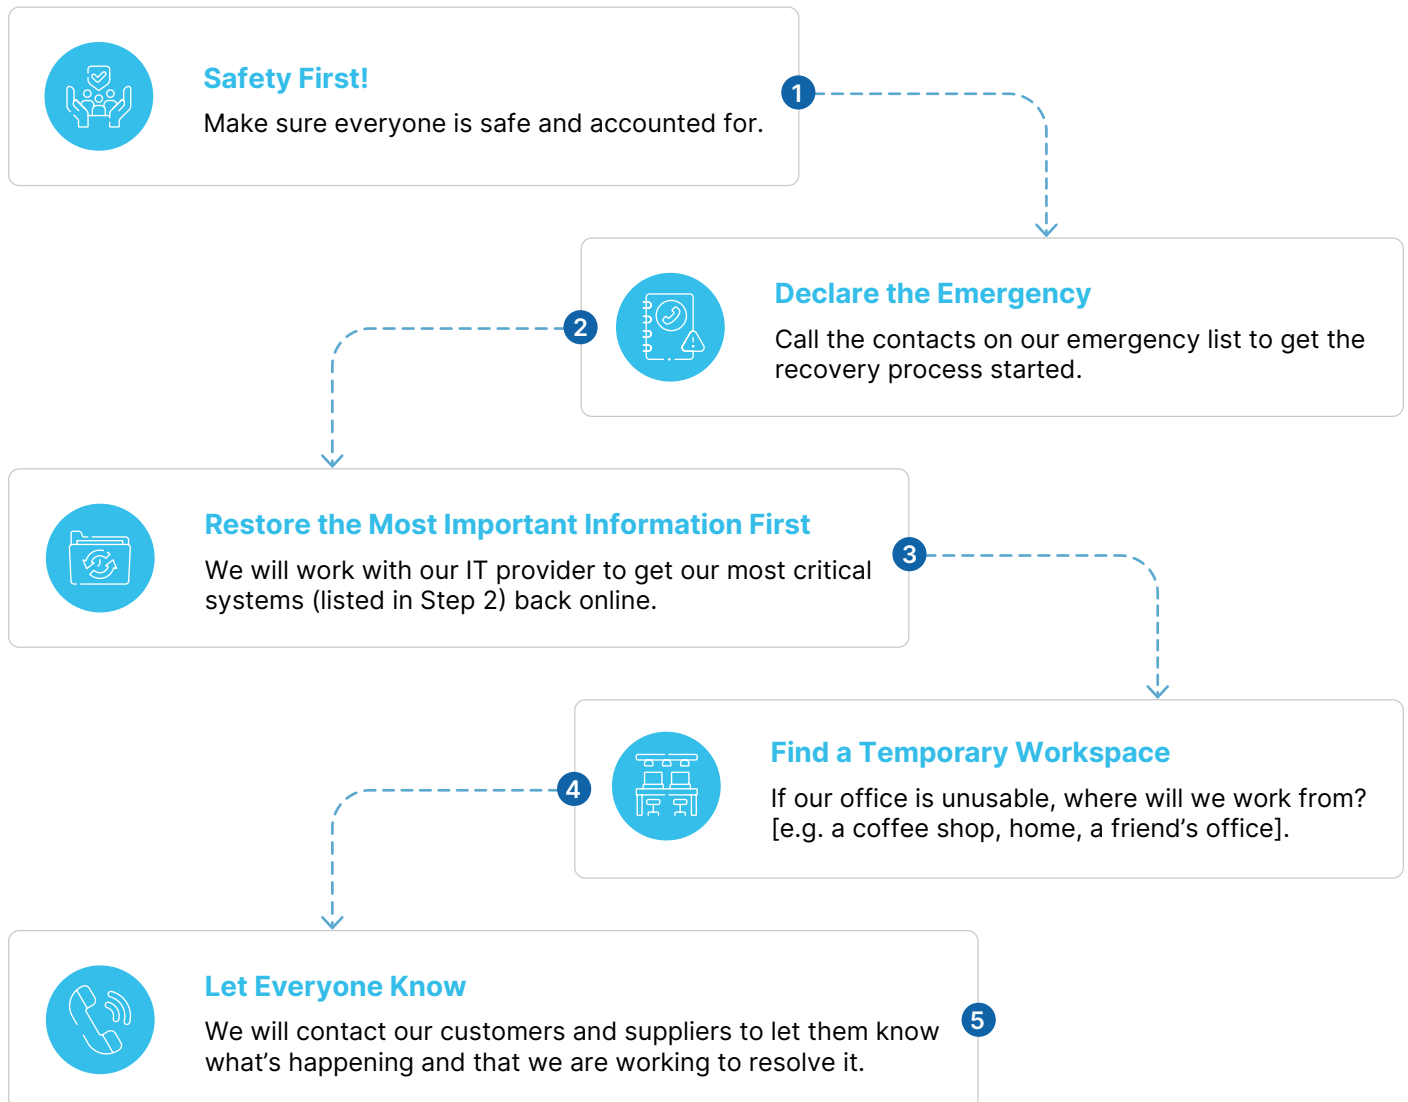 Safety First!
Make sure everyone is safe and accounted for.
1
Declare the Emergency
Call the contacts on our emergency list to get the
recovery process started.
2
Restore the Most Important Information First
We will work with our IT provider to get our most critical
systems (listed in Step 2) back online.
3
Find a Temporary Workspace
If our office is unusable, where will we work from?
[e.g. a coffee shop, home, a friend’s office].
4
Let Everyone Know
We will contact our customers and suppliers to let them know
what’s happening and that we are working to resolve it.
5